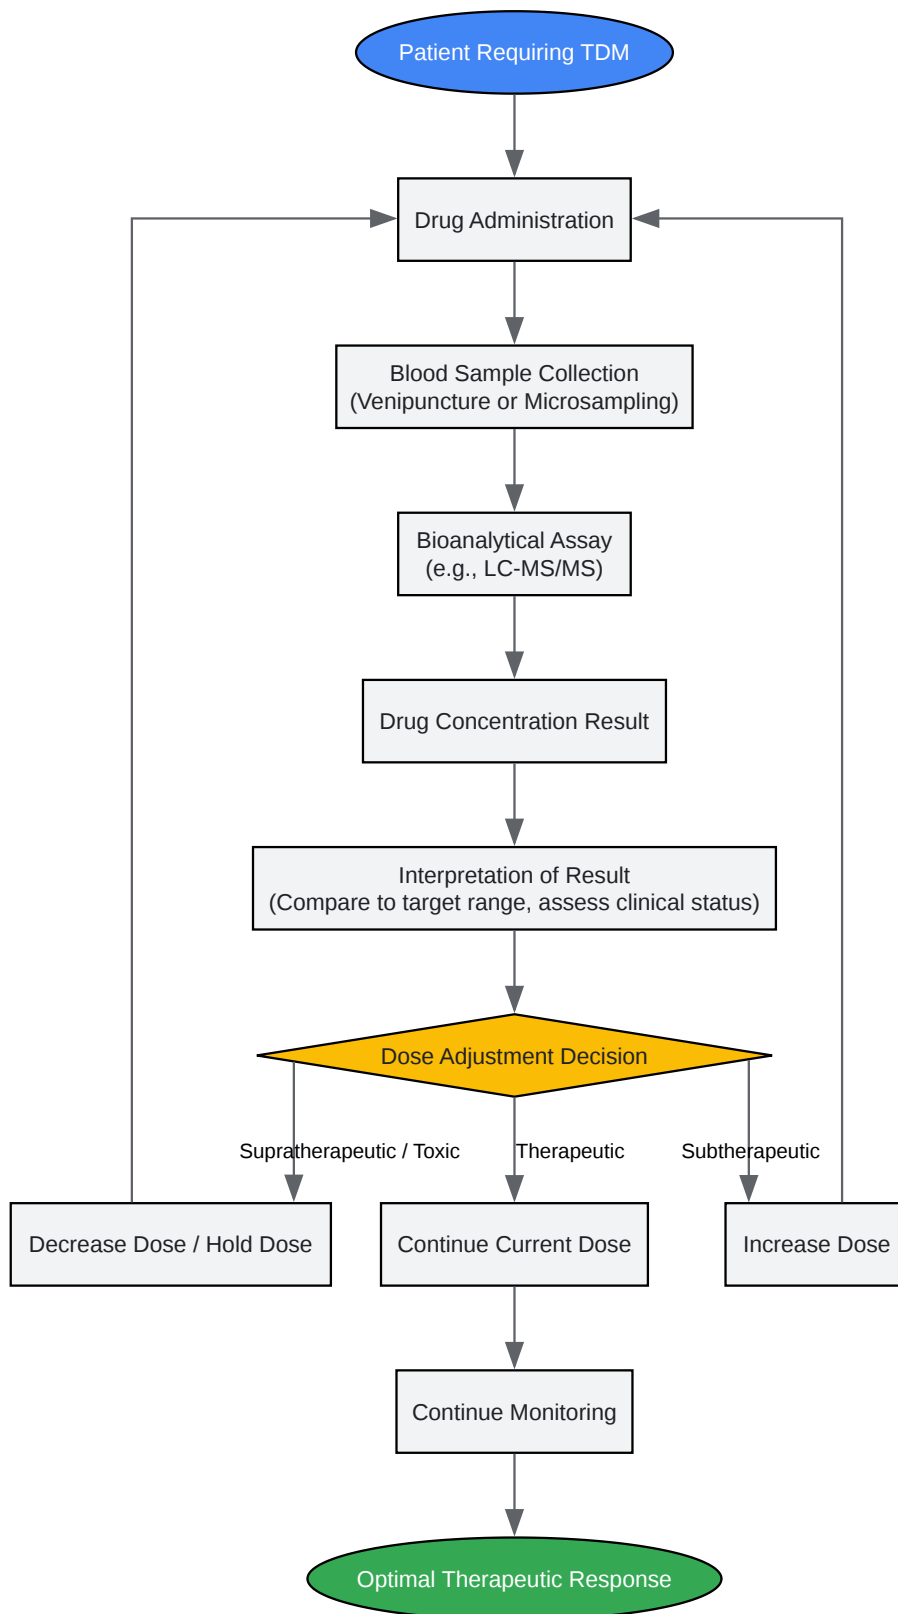 Patient Requiring TDM
Drug Administration
Blood Sample Collection
(Venipuncture or Microsampling)
Bioanalytical Assay
(e.g., LC-MS/MS)
Drug Concentration Result
Interpretation of Result
(Compare to target range, assess clinical status)
Dose Adjustment Decision
Supratherapeutic / Toxic
Therapeutic
Subtherapeutic
Decrease Dose / Hold Dose
Continue Current Dose
Increase Dose
Continue Monitoring
Optimal Therapeutic Response